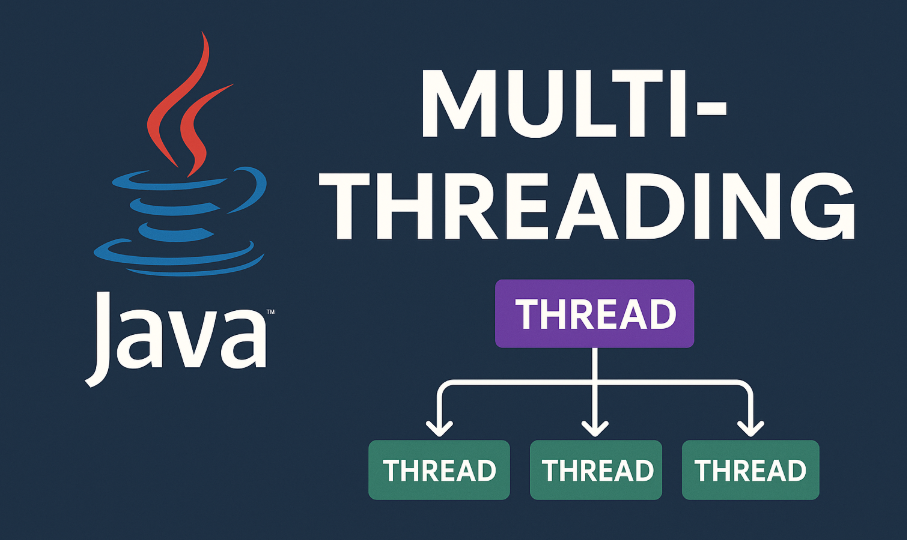 MULTI-
THREADING
Java™
THREAD
THREAD THREAD THREAD